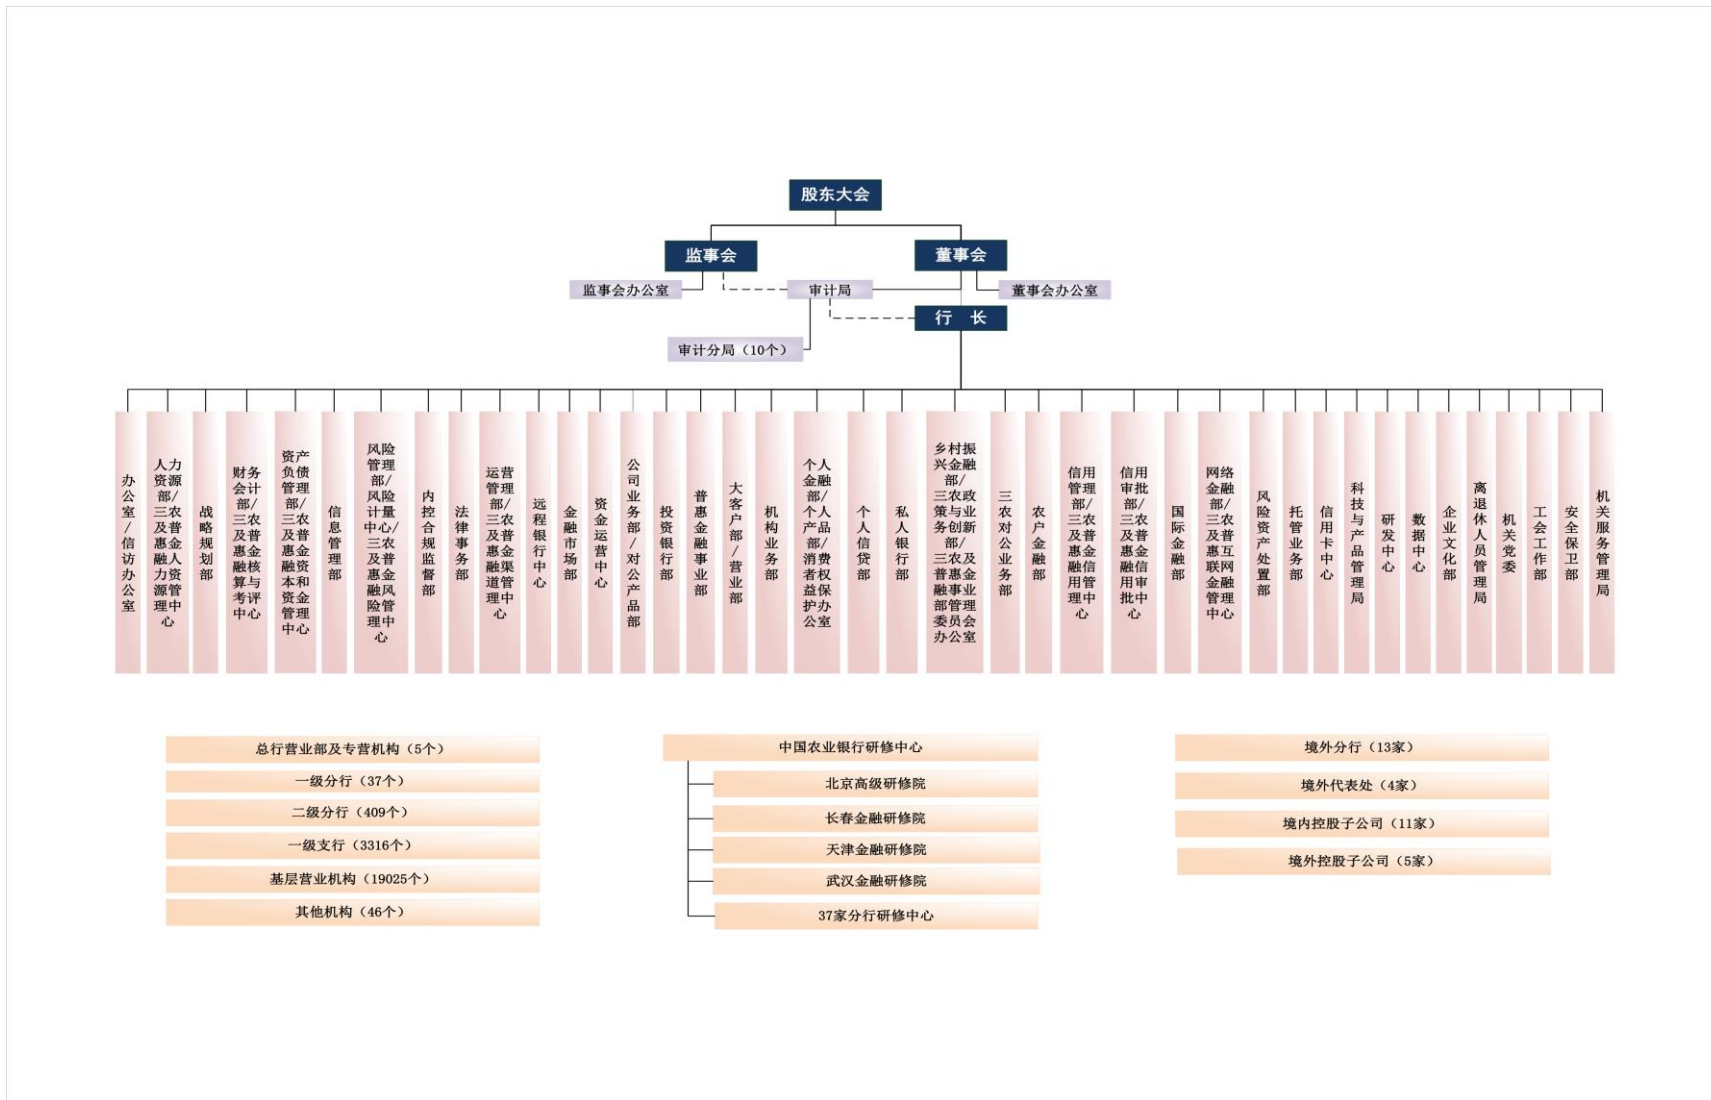 股东大会
监事会
董事会
监事会办公室
审计局
董事会办公室
行 长
审计分局（10个）
办公室/信访办公室
人力资源部/三农及普惠金融人力资源管理中心
战略规划部
财务会计部/三农及普惠金融核算与考评中心
资产负债管理部/三农及普惠金融资本和资金管理中心
信息管理部
风险管理部/风险计量中心/三农及普惠金融风险管理中心
内控合规监督部
法律事务部
运营管理部/三农及普惠金融渠道管理中心
远程银行中心
金融市场部
资金运营中心
公司业务部/对公产品部
投资银行部
普惠金融事业部
大客户部/营业部
机构业务部
个人金融部/个人产品部/消费者权益保护办公室
个人信贷部
私人银行部
乡村振兴金融部/三农政策与业务创新部/三农及普惠金融事业部管理委员会办公室
三农对公业务部
农户金融部
信用管理部/三农及普惠金融信用管理中心
信用审批部/三农及普惠金融信用审批中心
国际金融部
网络金融部/三农及普惠互联网金融管理中心
风险资产处置部
托管业务部
信用卡中心
科技与产品管理局
研发中心
数据中心
企业文化部
离退休人员管理局
机关党委
工会工作部
安全保卫部
机关服务管理局
总行营业部及专营机构（5个）
一级分行（37个）
二级分行（409个）
一级支行（3316个）
基层营业机构（19025个）
其他机构（46个）
中国农业银行研修中心
北京高级研修院
长春金融研修院
天津金融研修院
武汉金融研修院
37家分行研修中心
境外分行（13家）
境外代表处（4家）
境内控股子公司（11家）
境外控股子公司（5家）